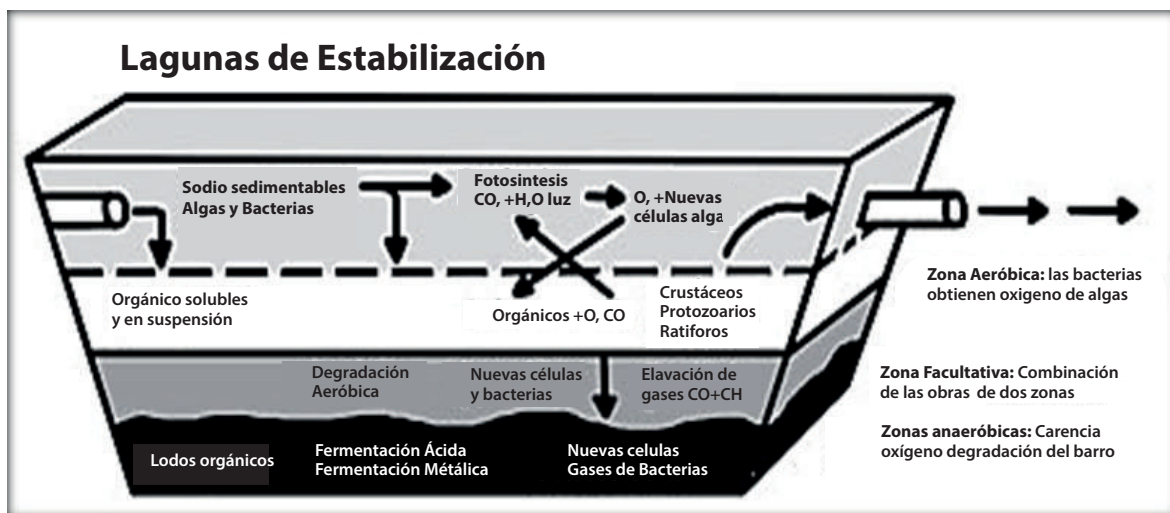 Lagunas de Estabilización
Sodio sedimentables
Algas y Bacterias
Fotosintesis
CO, +H,O luz
O, +Nuevas
células alga
Orgánico solubles
y en suspensión
Orgánicos +O, CO
Crustáceos
Protozoarios
Ratiforos
Zona Aeróbica: las bacterias
obtienen oxigeno de algas
Degradación
Aeróbica
Nuevas células
y bacterias
Elavación de
gases CO+CH
Zona Facultativa: Combinación
de las obras de dos zonas
Lodos orgánicos
Fermentación Ácida
Fermentación Métálica
Nuevas celulas
Gases de Bacterias
Zonas anaeróbicas: Carencia
oxígeno degradación del barro